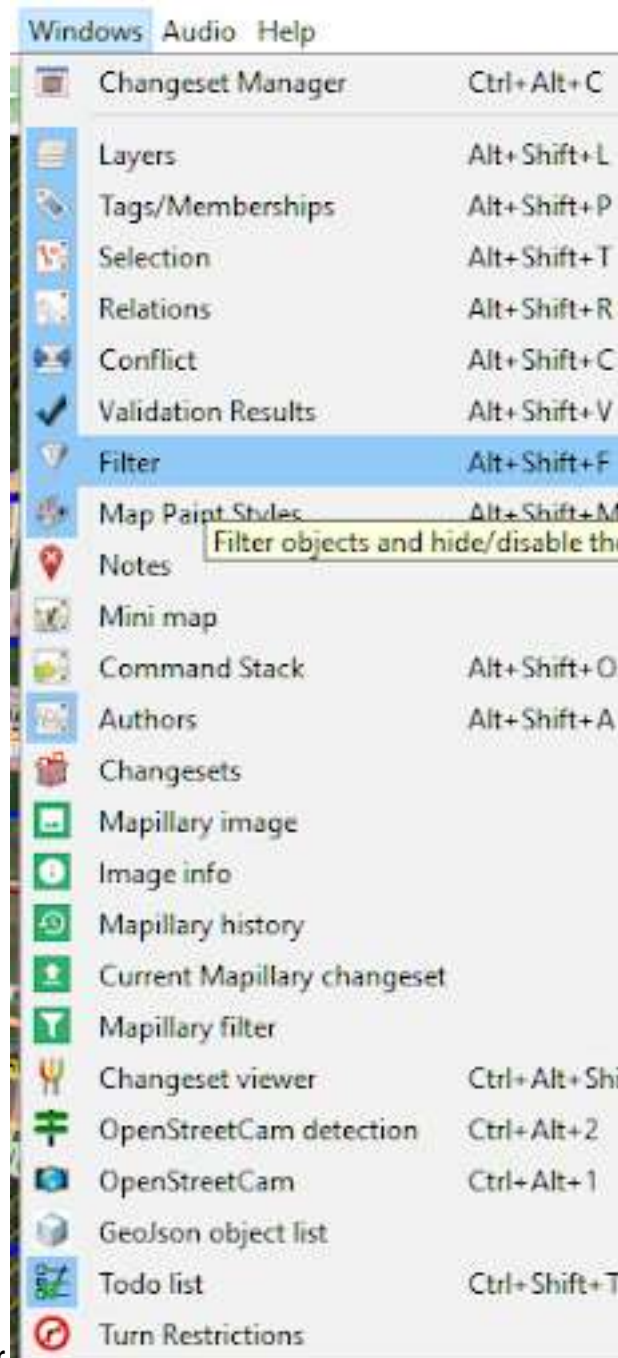 Windows Audio Help
Changeset Manager Ctrl+Alt+C
Layers Alt+Shift+L
Tags/Memberships Alt+Shift+P
Selection Alt+Shift+T
Relations Alt+Shift+R
Conflict Alt+Shift+C
Validation Results Alt+Shift+V
Filter Alt+Shift+F
Map Paint Styles Alt+Shift+M
Filter objects and hide/disable the
Notes
Mini map
Command Stack Alt+Shift+O
Authors Alt+Shift+A
Changesets
Mapillary image
Image info
Mapillary history
Current Mapillary changeset
Mapillary filter
Changeset viewer Ctrl+Alt+Shi
OpenStreetCam detection Ctrl+Alt+2
OpenStreetCam Ctrl+Alt+1
GeoJson object list
Todo list Ctrl+Shift+T
Turn Restrictions